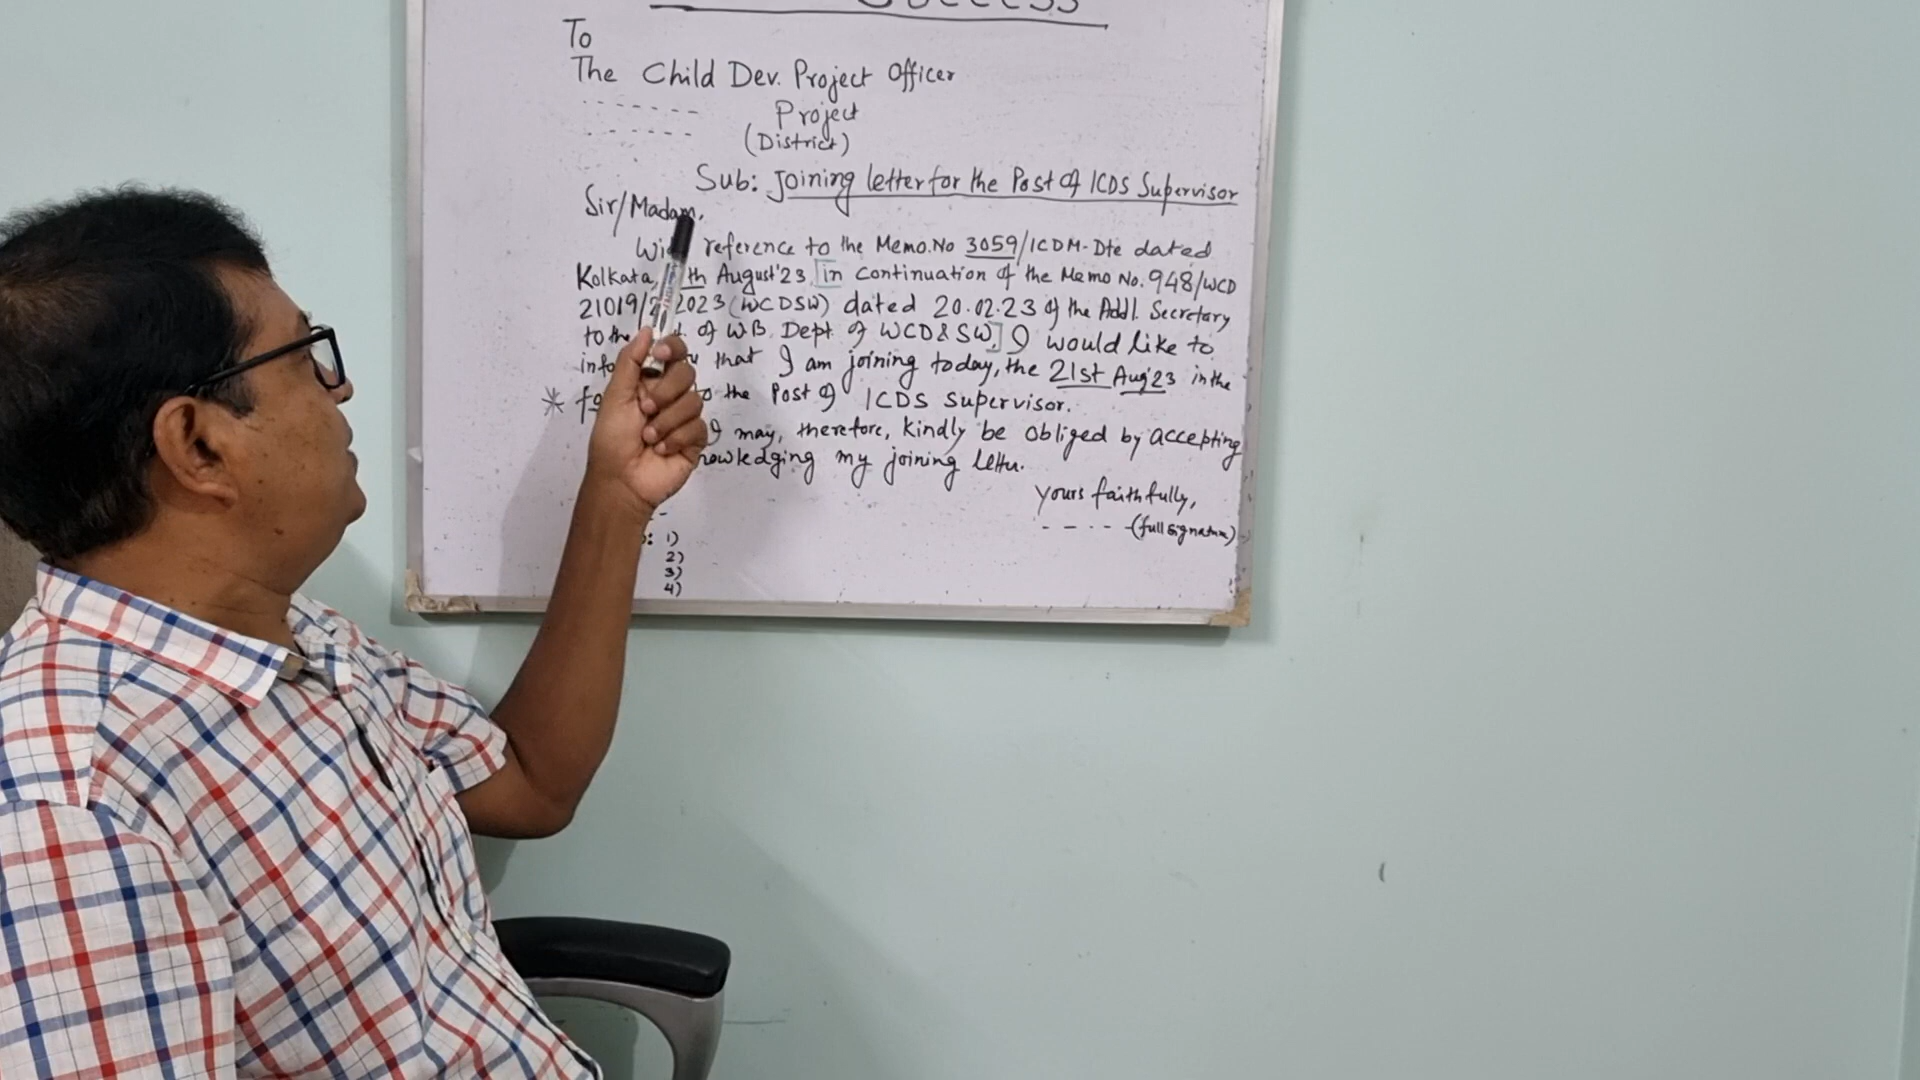 Success
To
The Child Dev. Project Officer
Project
(District)
Sub: Joining letter for the Post of ICDS Supervisor
Sir/Madam,
reference to the Memo.No 3059/ICDM-Dte dated
Kolkata, th August'23 [in continuation of the Memo No. 948/WCD
21019/ 2023 (WCDSW) dated 20.02.23 of the Addl. Secretary
to the of WB. Dept. of WCD&SW,] I would like to
that I am joining today, the 21st Aug'23 in the
* the Post of ICDS Supervisor.
I may, therefore, kindly be obliged by accepting
my joining letter.
yours faithfully,
---- (full signature)
1)
2)
3)
4)